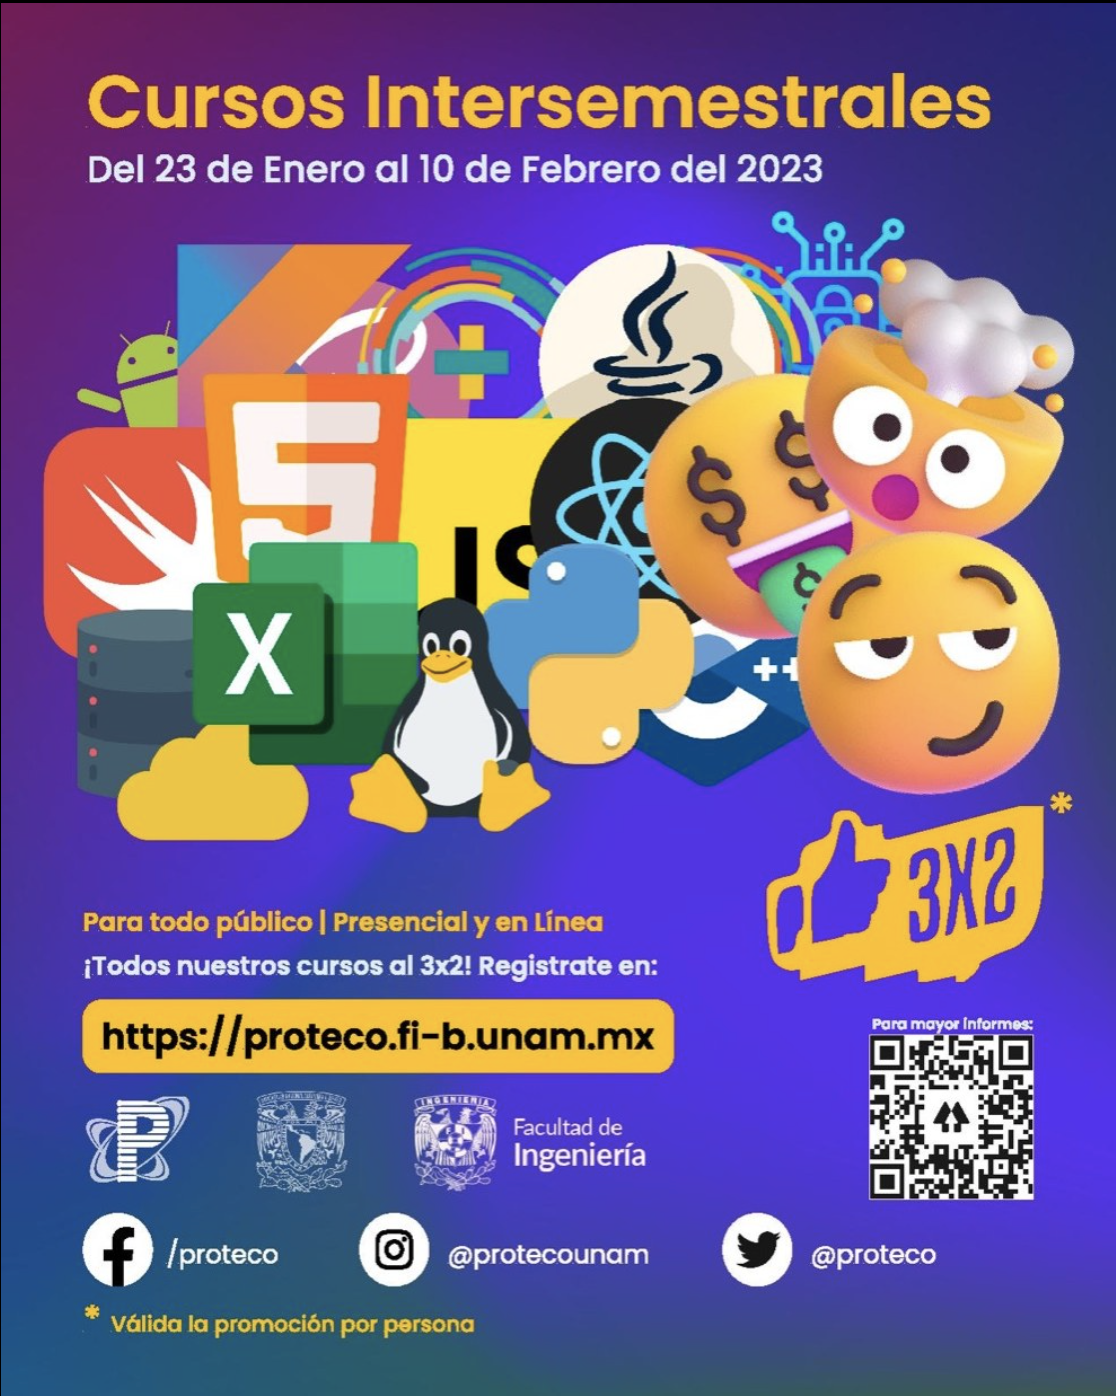 Cursos Intersemestrales
Del 23 de Enero al 10 de Febrero del 2023
JS
X
++
3X2
*
Para todo público | Presencial y en Línea
¡Todos nuestros cursos al 3x2! Registrate en:
https://proteco.fi-b.unam.mx
Para mayor informes:
P
INGENIERIA
Facultad de
Ingeniería
/proteco
@protecounam
@proteco
* Válida la promoción por persona